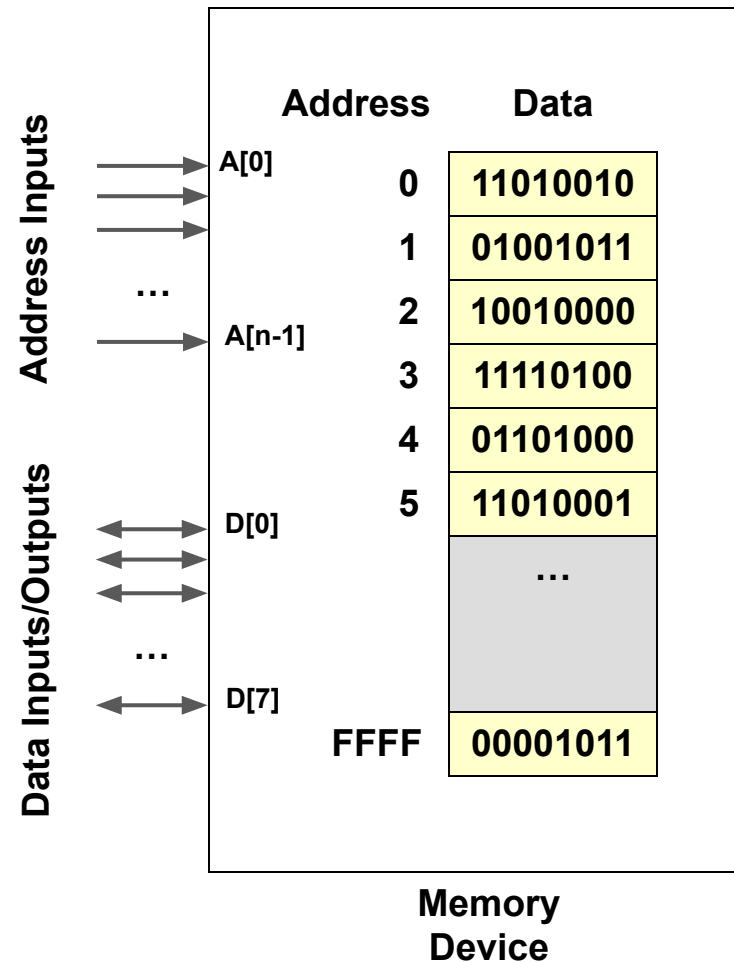 Address Inputs
A[0]
...
A[n-1]
Data Inputs/Outputs
D[0]
...
D[7]
Address Data
0 11010010
1 01001011
2 10010000
3 11110100
4 01101000
5 11010001
...
FFFF 00001011
Memory
Device